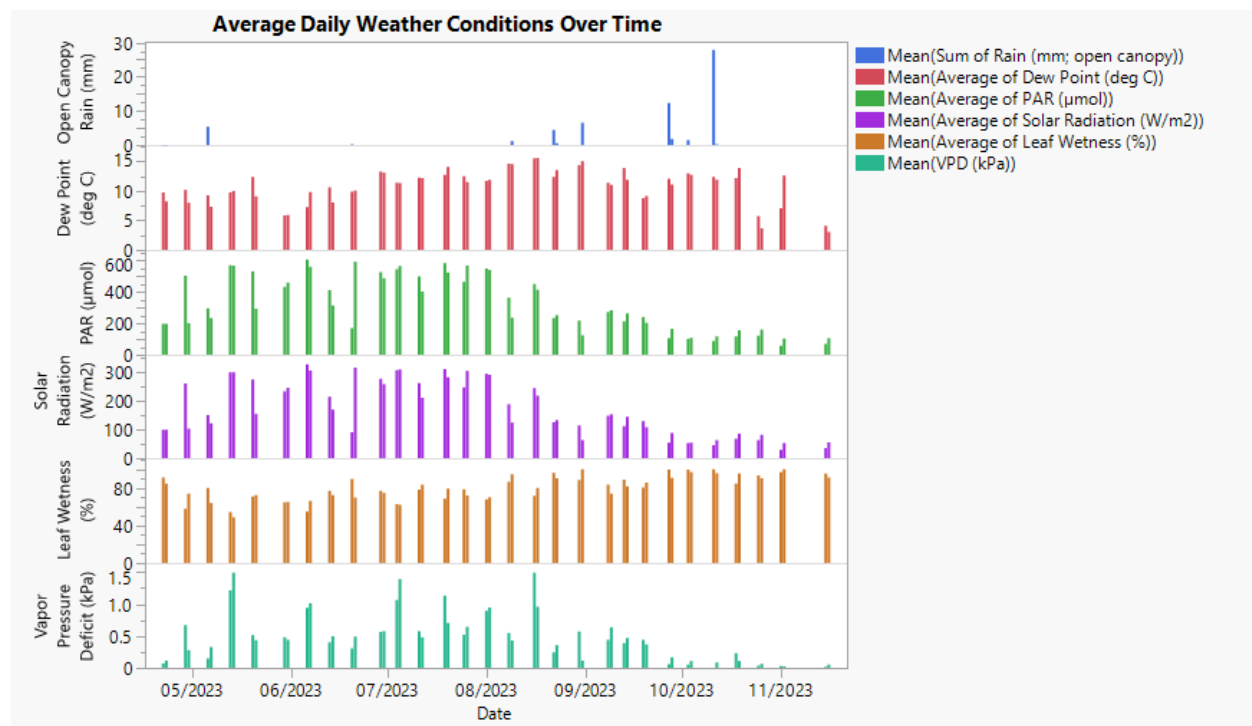 Average Daily Weather Conditions Over Time
Open Canopy
Rain (mm)
30
20
10
0
Dew Point
(deg C)
15
10
5
0
PAR (µmol)
600
400
200
0
Solar
Radiation
(W/m2)
300
200
100
0
Leaf Wetness
(%)
80
40
0
Vapor
Pressure
Deficit (kPa)
1.5
1.0
0.5
0
05/2023 06/2023 07/2023 08/2023 09/2023 10/2023 11/2023
Date
Mean(Sum of Rain (mm; open canopy))
Mean(Average of Dew Point (deg C))
Mean(Average of PAR (µmol))
Mean(Average of Solar Radiation (W/m2))
Mean(Average of Leaf Wetness (%))
Mean(VPD (kPa))